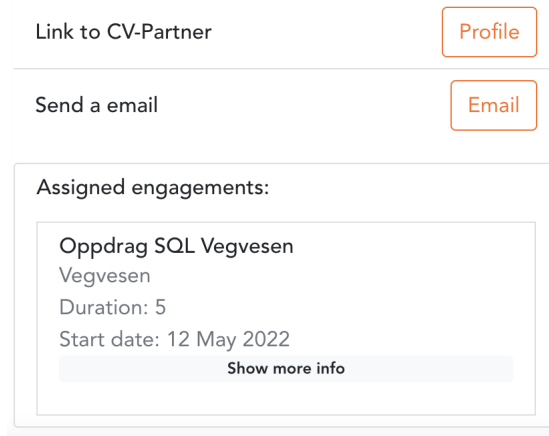 Link to CV-Partner Profile
Send a email Email
Assigned engagements:
Oppdrag SQL Vegvesen
Vegvesen
Duration: 5
Start date: 12 May 2022
Show more info